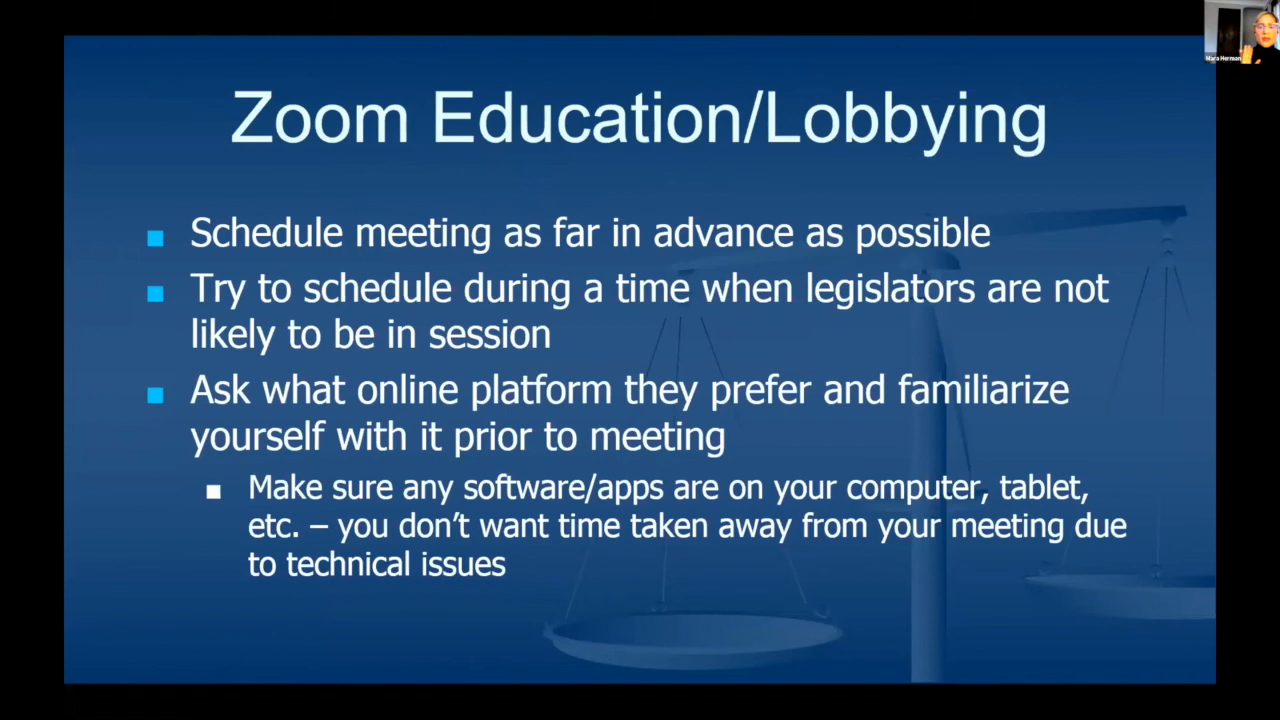 Zoom Education/Lobbying
Schedule meeting as far in advance as possible
Try to schedule during a time when legislators are not
likely to be in session
Ask what online platform they prefer and familiarize
yourself with it prior to meeting
Make sure any software/apps are on your computer, tablet,
etc. – you don’t want time taken away from your meeting due
to technical issues
Mara Herman